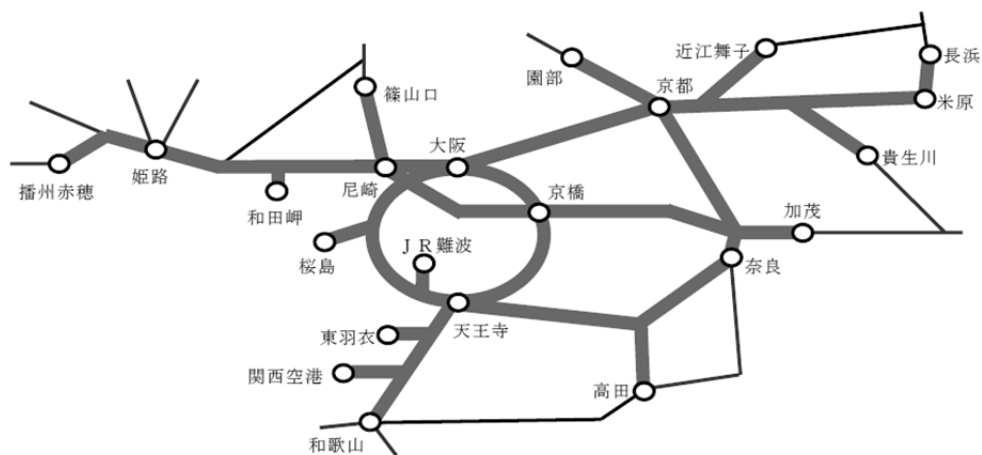 近江舞子
長浜
園部
京都
米原
篠山口
大阪
貴生川
播州赤穂
姫路
和田岬
尼崎
京橋
加茂
桜島
ＪＲ難波
奈良
東羽衣
天王寺
関西空港
高田
和歌山